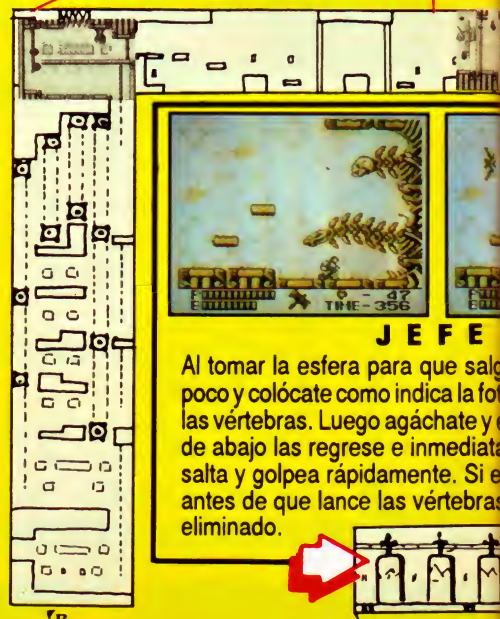 P - 47
E TIME-356
JEFE
Al tomar la esfera para que salg
poco y colócate como indica la fot
las vértebras. Luego agáchate y e
de abajo las regrese e inmediata
salta y golpea rápidamente. Si e
antes de que lance las vértebras
eliminado.